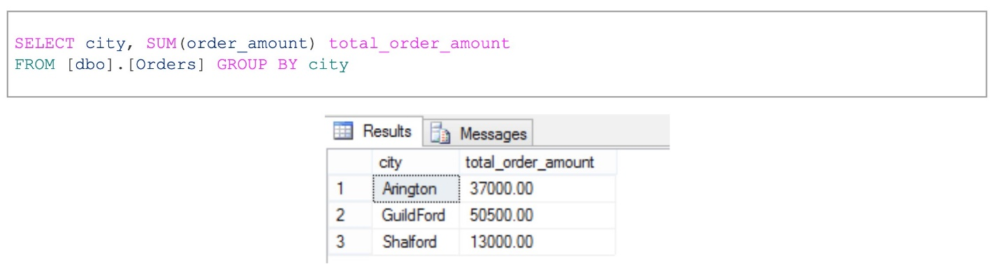 SELECT city, SUM(order_amount) total_order_amount
FROM [dbo].[Orders] GROUP BY city
Results Messages
city total_order_amount
1 Arington 37000.00
2 GuildFord 50500.00
3 Shalford 13000.00